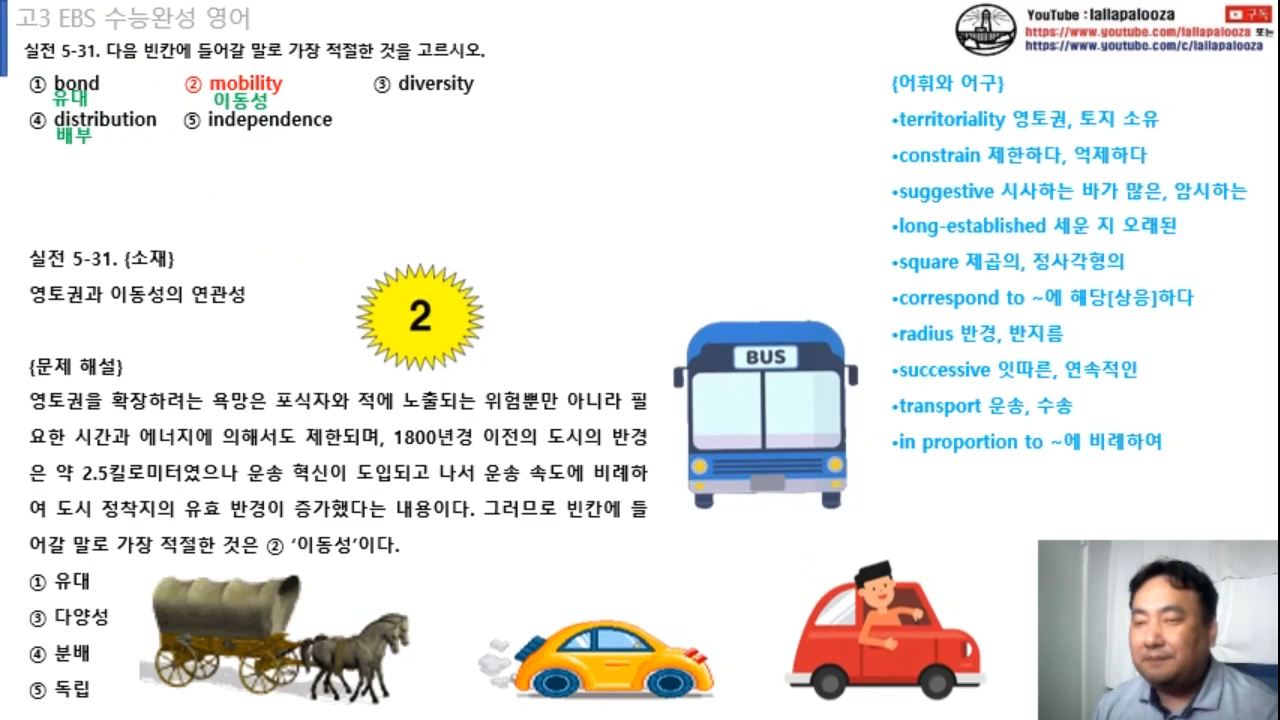 고3 EBS 수능완성 영어
YouTube : lallapalooza
구독
https://www.youtube.com/lallapalooza 또는
https://www.youtube.com/c/lallapalooza
실전 5-31. 다음 빈칸에 들어갈 말로 가장 적절한 것을 고르시오.
① bond ② mobility ③ diversity
유대 이동성
④ distribution ⑤ independence
배부
실전 5-31. {소재}
영토권과 이동성의 연관성
2
{문제 해설}
영토권을 확장하려는 욕망은 포식자와 적에 노출되는 위험뿐만 아니라 필
요한 시간과 에너지에 의해서도 제한되며, 1800년경 이전의 도시의 반경
은 약 2.5킬로미터였으나 운송 혁신이 도입되고 나서 운송 속도에 비례하
여 도시 정착지의 유효 반경이 증가했다는 내용이다. 그러므로 빈칸에 들
어갈 말로 가장 적절한 것은 ② ‘이동성’이다.
① 유대
③ 다양성
④ 분배
⑤ 독립
BUS
{어휘와 어구}
•territoriality 영토권, 토지 소유
•constrain 제한하다, 억제하다
•suggestive 시사하는 바가 많은, 암시하는
•long-established 세운 지 오래된
•square 제곱의, 정사각형의
•correspond to ~에 해당[상응]하다
•radius 반경, 반지름
•successive 잇따른, 연속적인
•transport 운송, 수송
•in proportion to ~에 비례하여